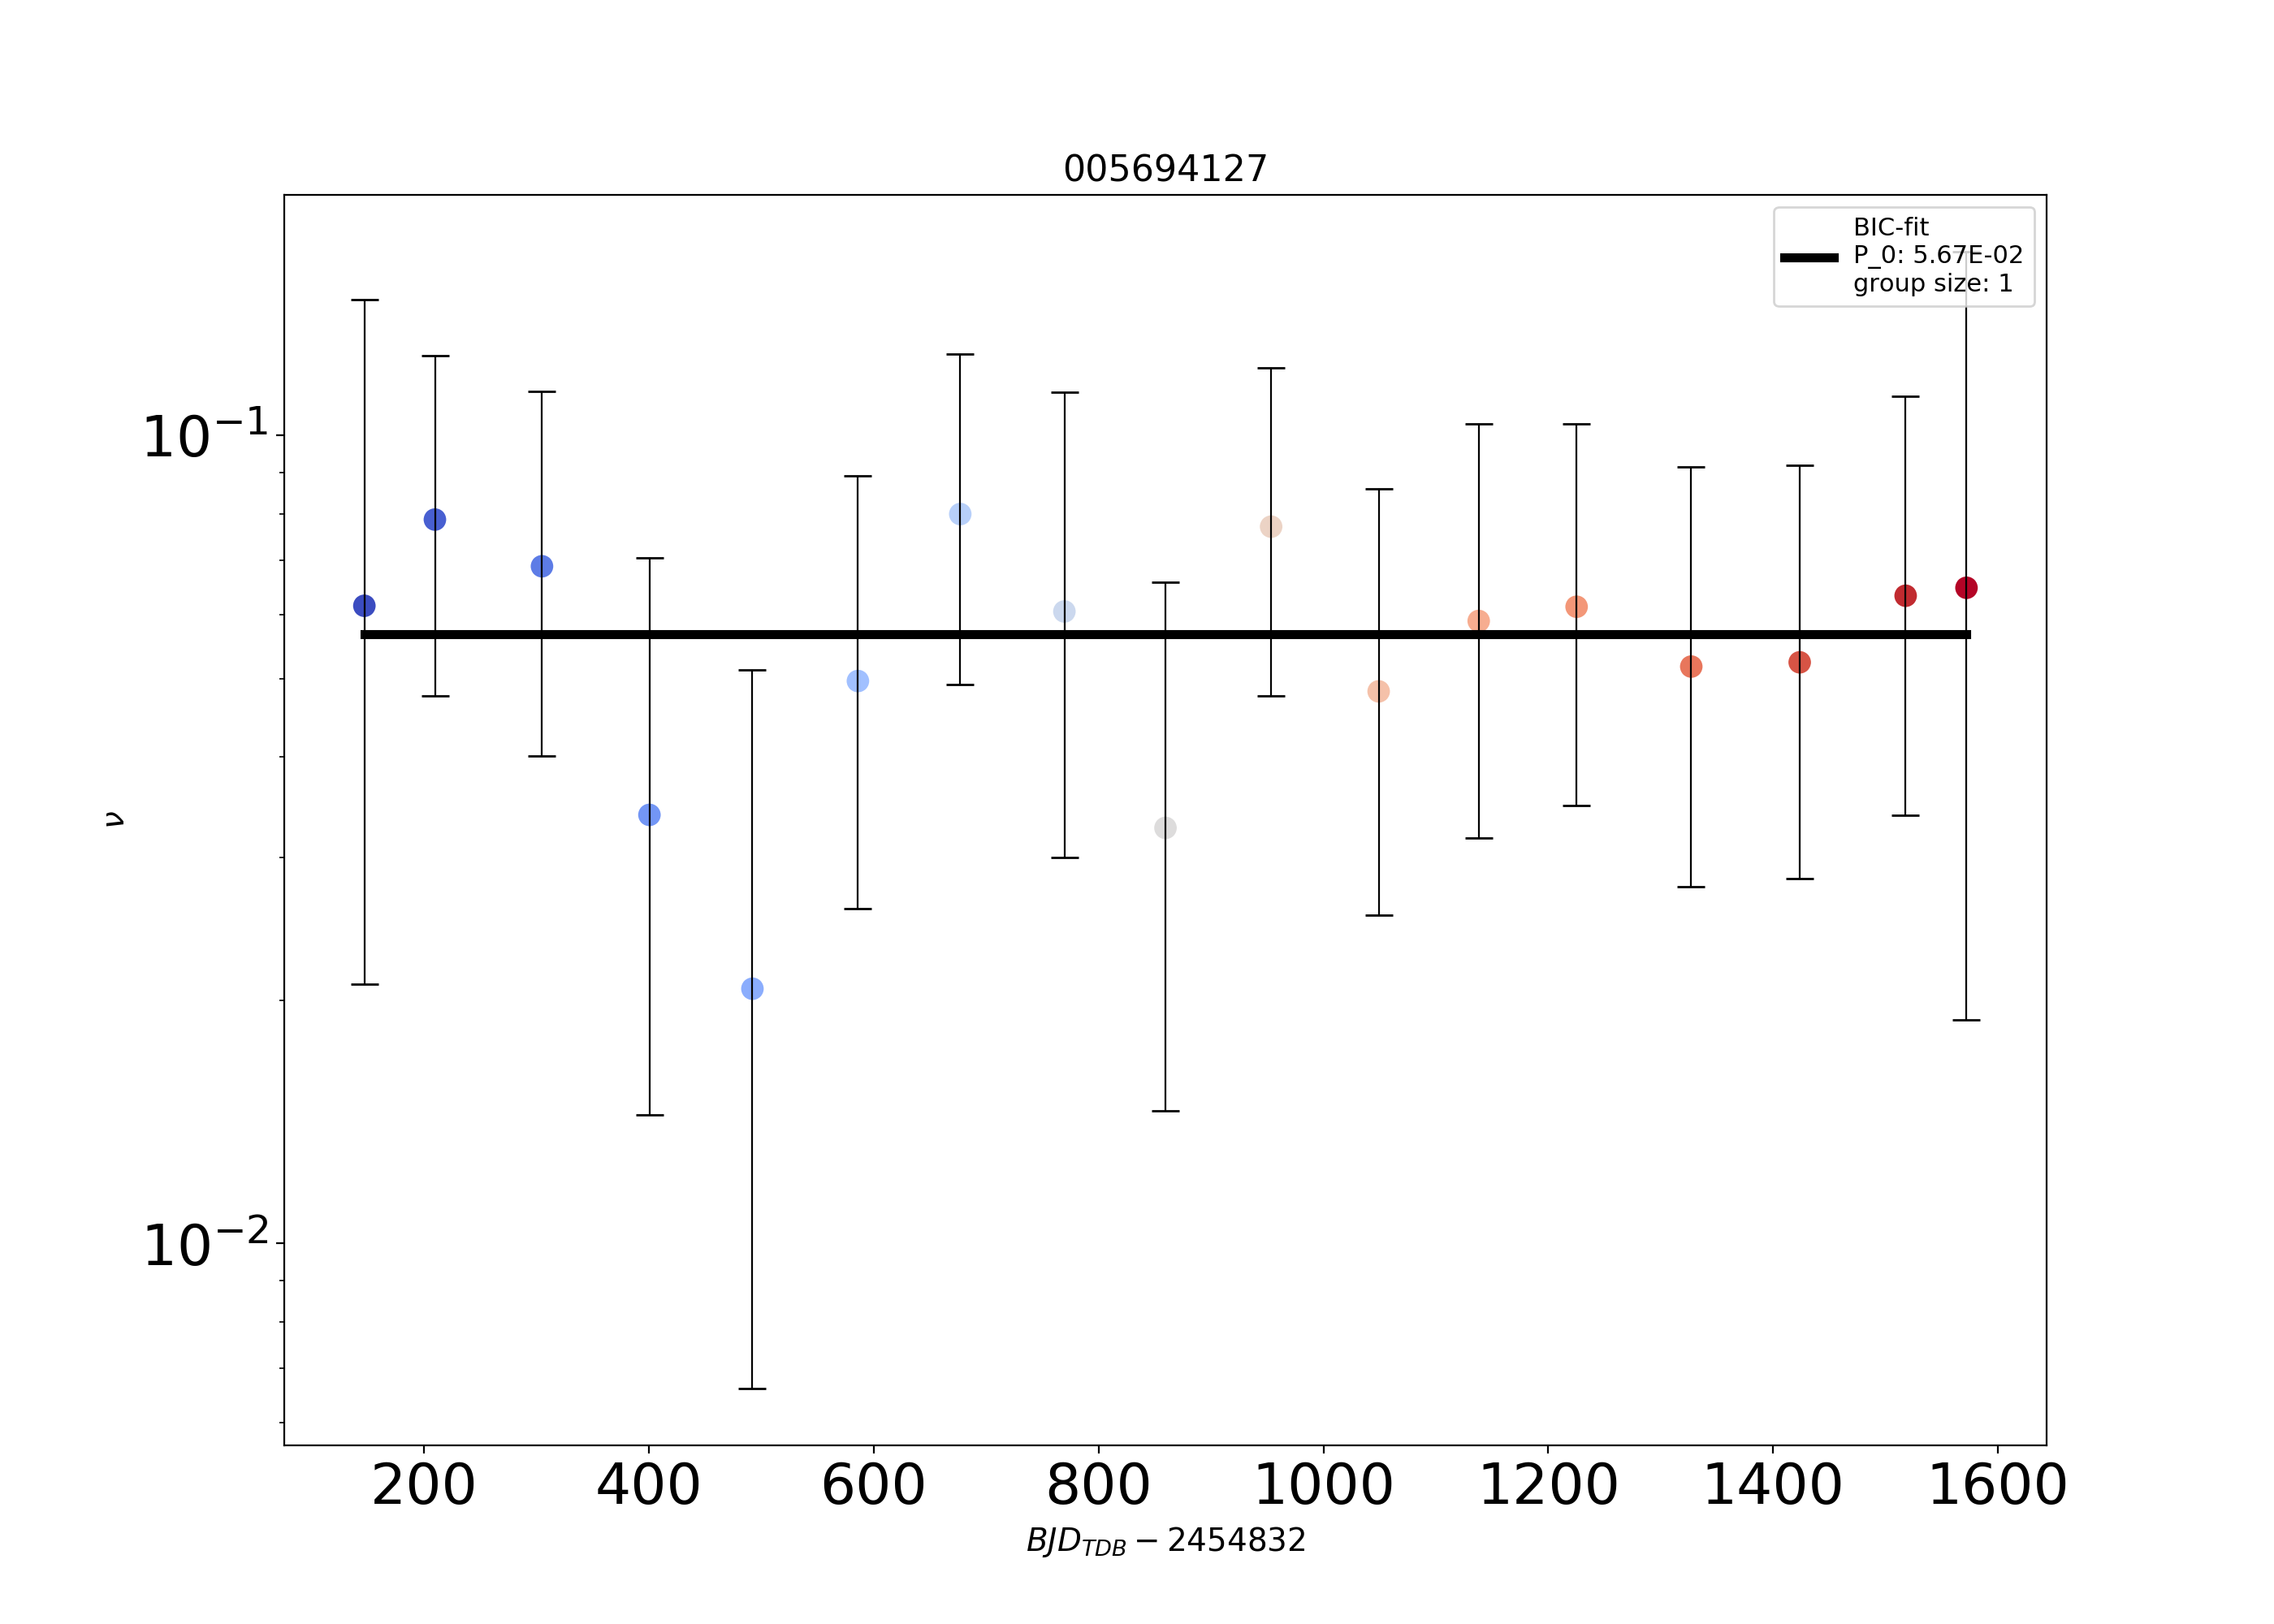 005694127
BIC-fit
P_0: 5.67E-02
group size: 1
10⁻¹
10⁻²
ν
200 400 600 800 1000 1200 1400 1600
BJD_TDB − 2454832